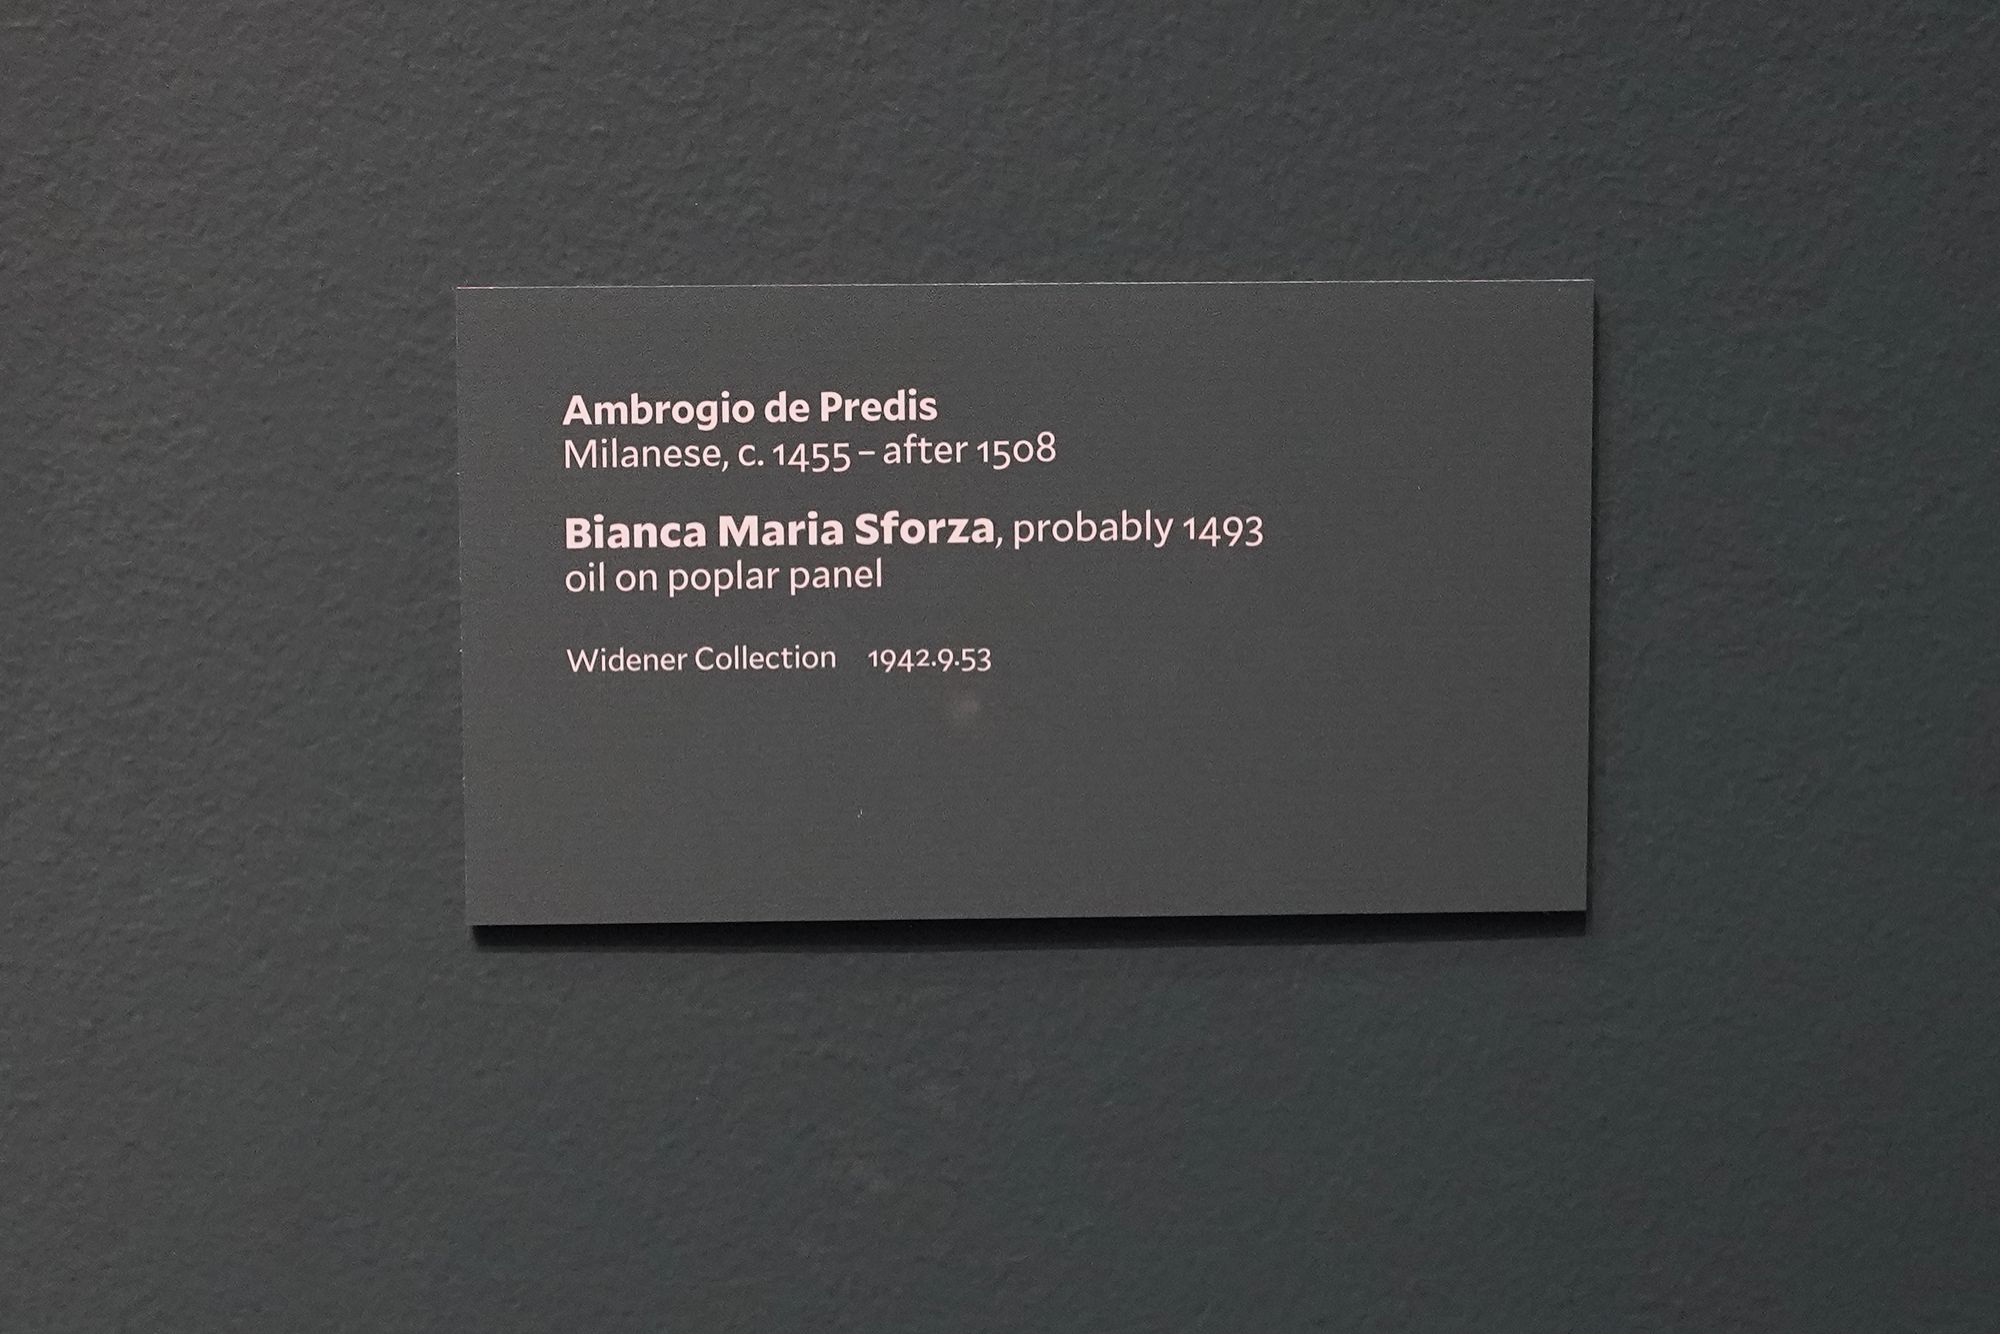 Ambrogio de Predis
Milanese, c. 1455 – after 1508
Bianca Maria Sforza, probably 1493
oil on poplar panel
Widener Collection 1942.9.53